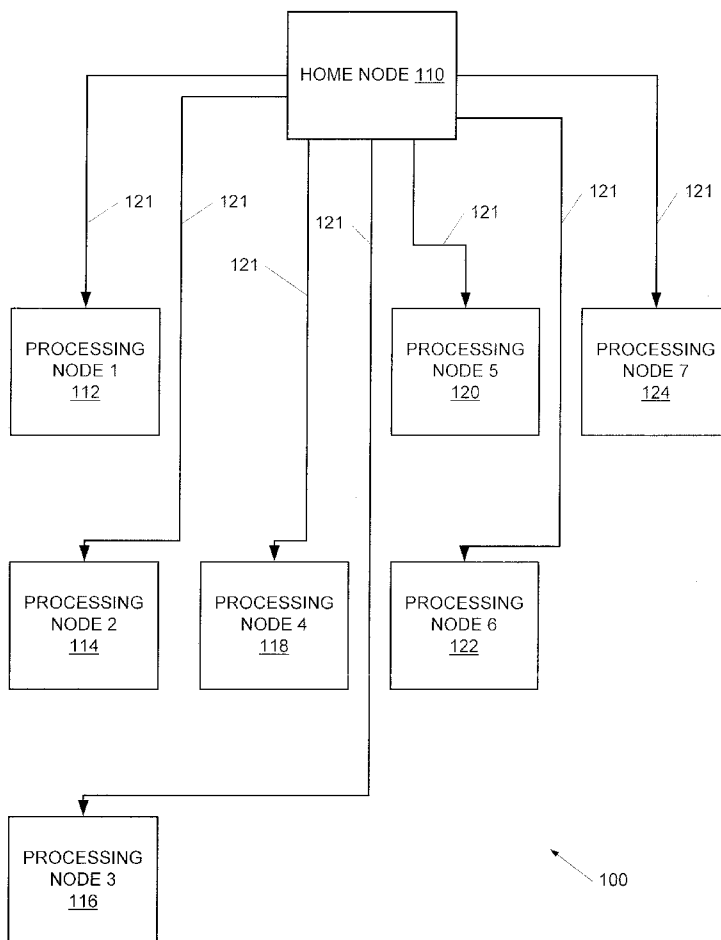 HOME NODE 110
121
121
121
121
121
121
121
PROCESSING
NODE 1
112
PROCESSING
NODE 5
120
PROCESSING
NODE 7
124
PROCESSING
NODE 2
114
PROCESSING
NODE 4
118
PROCESSING
NODE 6
122
PROCESSING
NODE 3
116
100